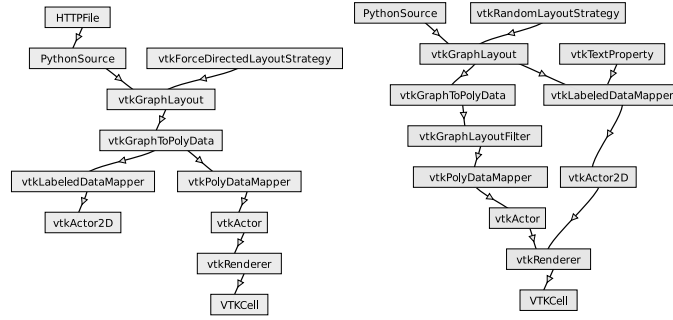 HTTPFile
PythonSource
vtkForceDirectedLayoutStrategy
vtkGraphLayout
vtkGraphToPolyData
vtkLabeledDataMapper
vtkPolyDataMapper
vtkActor2D
vtkActor
vtkRenderer
VTKCell
PythonSource
vtkRandomLayoutStrategy
vtkGraphLayout
vtkTextProperty
vtkGraphToPolyData
vtkLabeledDataMapper
vtkGraphLayoutFilter
vtkPolyDataMapper
vtkActor2D
vtkActor
vtkRenderer
VTKCell